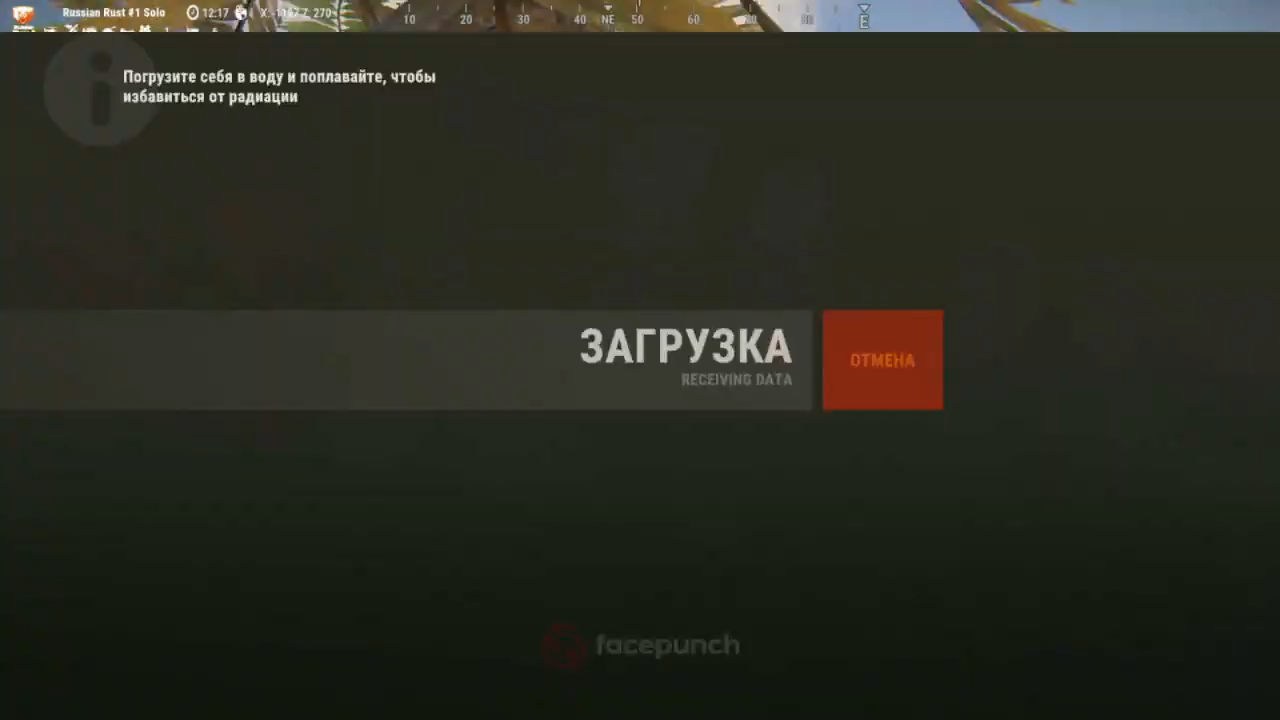 Russian Rust #1 Solo 12:17
10 20 30 40 NE 50 60 E
Погрузите себя в воду и поплавайте, чтобы
избавиться от радиации
ЗАГРУЗКА
RECEIVING DATA
ОТМЕНА
facepunch